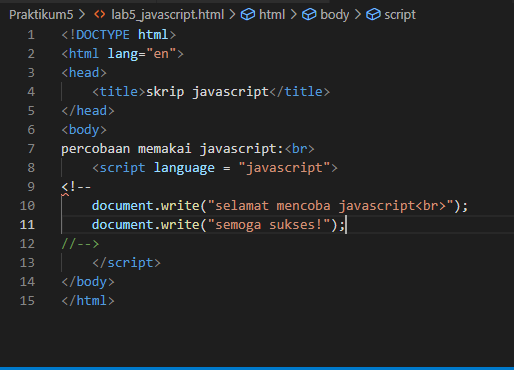 Praktikum5 > <> lab5_javascript.html > html > body > script
1 <!DOCTYPE html>
2 <html lang="en">
3 <head>
4 <title>skrip javascript</title>
5 </head>
6 <body>
7 percobaan memakai javascript:<br>
8 <script language = "javascript">
9 <!--
10 document.write("selamat mencoba javascript<br>");
11 document.write("semoga sukses!");
12 //-->
13 </script>
14 </body>
15 </html>